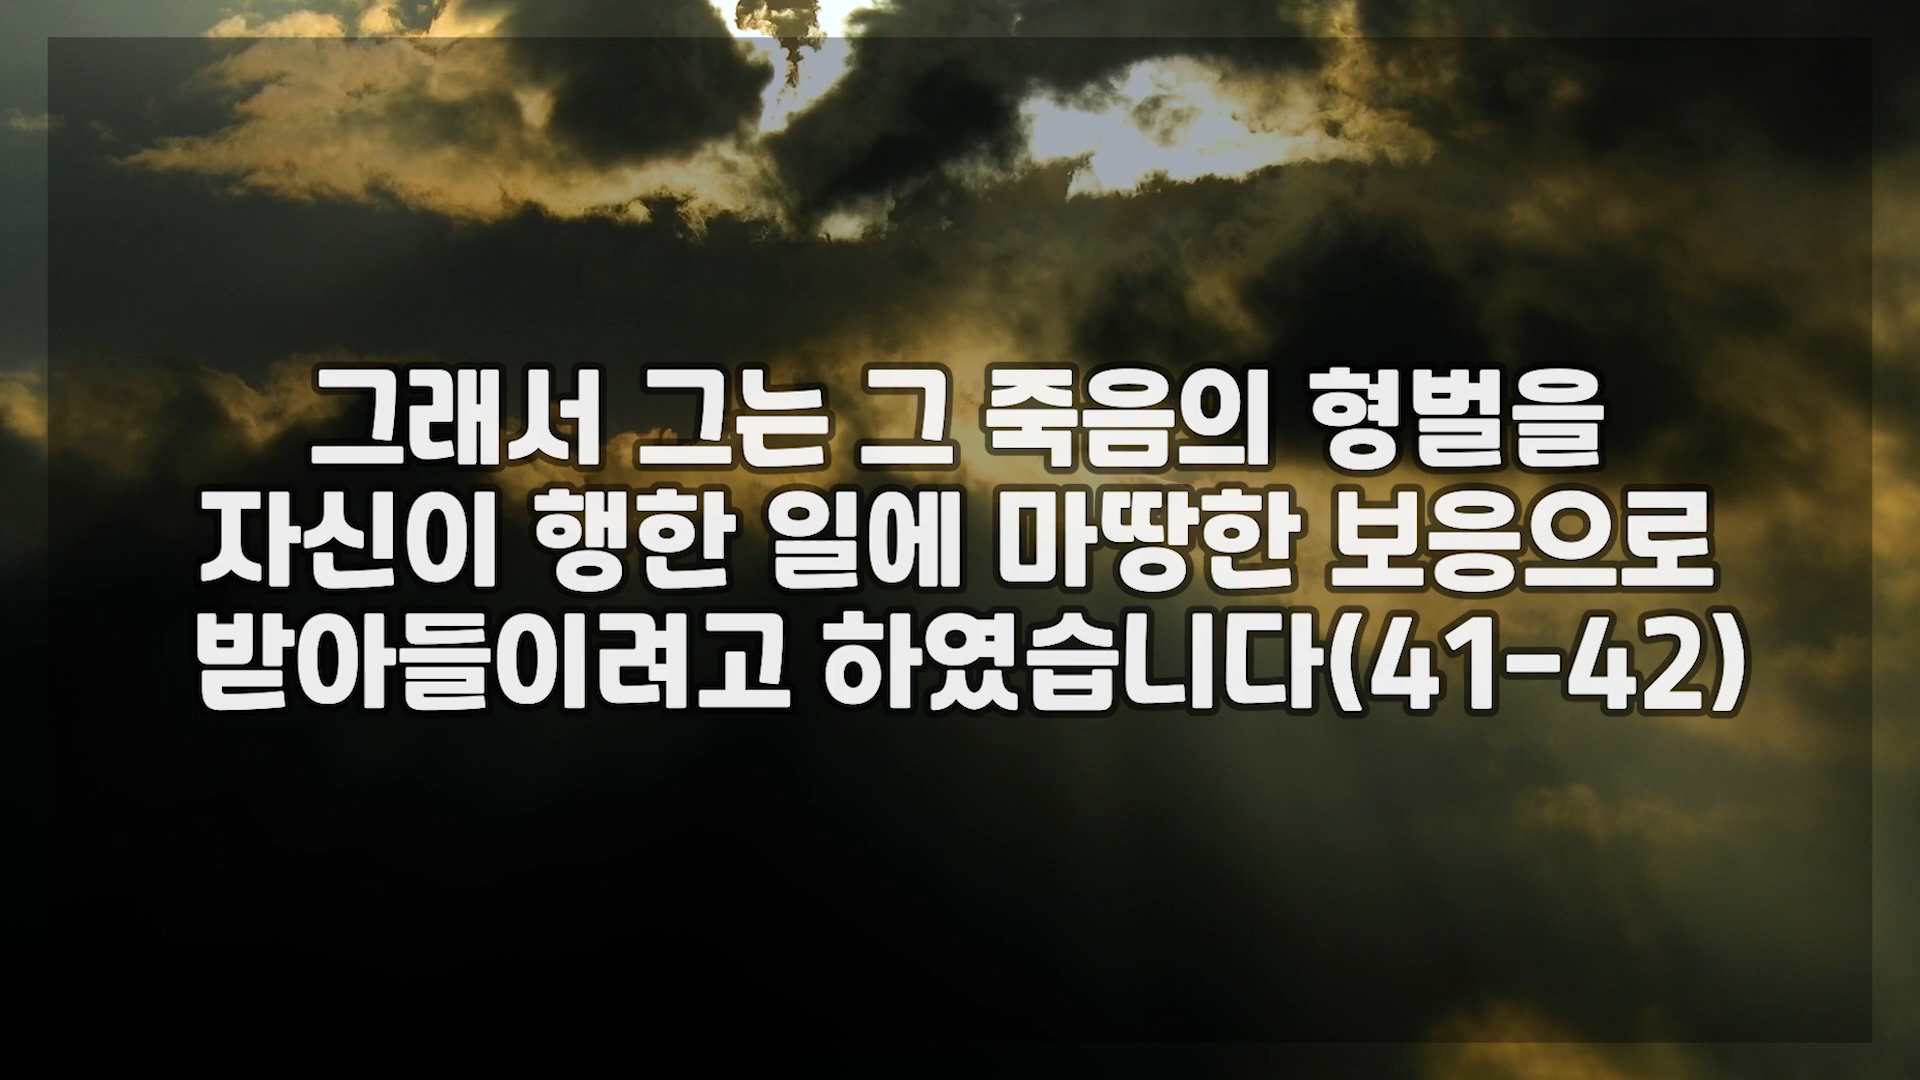 그래서 그는 그 죽음의 형벌을
자신이 행한 일에 마땅한 보응으로
받아들이려고 하였습니다(41-42)